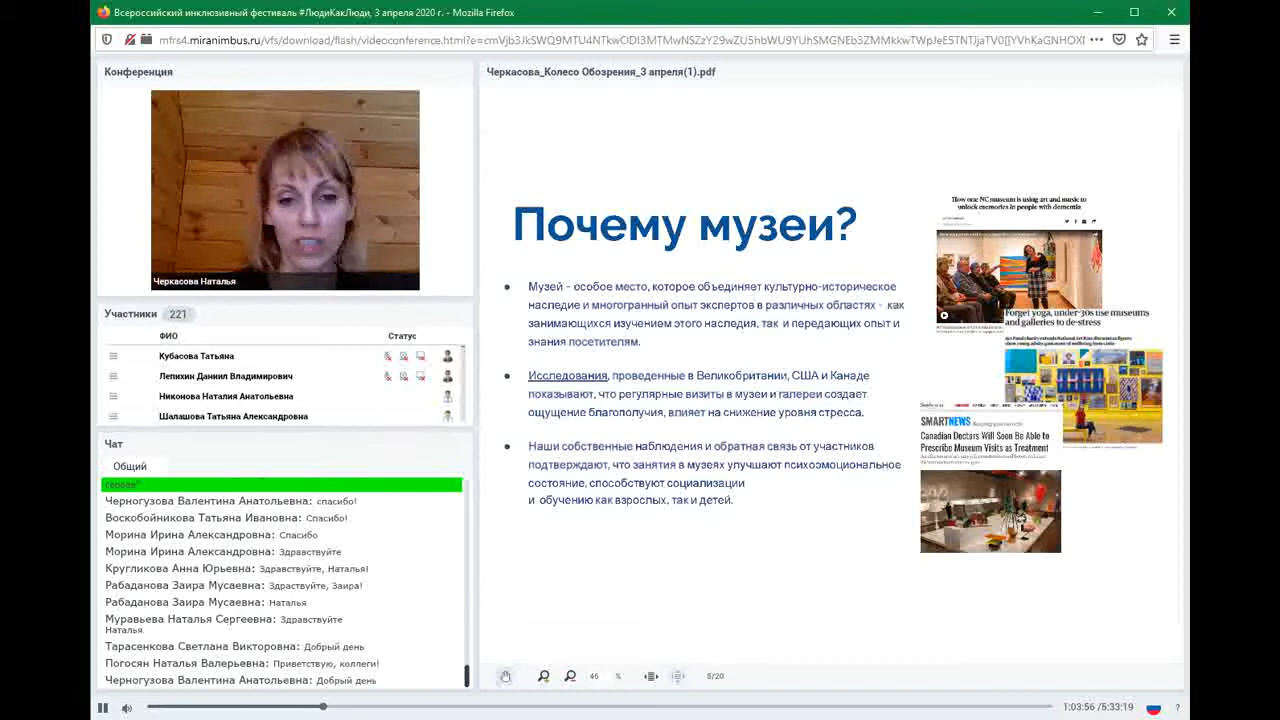 Всероссийский инклюзивный фестиваль #ЛюдиКакЛюди, 3 апреля 2020 г. - Mozilla Firefox
Конференция
Черкасова Наталья
Участники 221
ФИО Статус
Кубасова Татьяна
Лепихин Даниил Владимирович
Никонова Наталия Анатольевна
Шалашова Татьяна Александровна
Чат
Общий
Черногузова Валентина Анатольевна: спасибо!
Воскобойникова Татьяна Ивановна: Спасибо!
Морина Ирина Александровна: Спасибо
Морина Ирина Александровна: Здравствуйте
Кругликова Анна Юрьевна: Здравствуйте, Наталья!
Рабаданова Заира Мусаевна: Здраствуйте, Заира!
Рабаданова Заира Мусаевна: Наталья
Муравьева Наталья Сергеевна: Здравствуйте
Наталья
Тарасенкова Светлана Викторовна: Добрый день
Погосян Наталья Валерьевна: Приветствую, коллеги!
Черногузова Валентина Анатольевна: Добрый день
Черкасова_Колесо Обозрения_3 апреля(1).pdf
Почему музеи?
● Музей - особое место, которое объединяет культурно-историческое
наследие и многогранный опыт экспертов в различных областях - как
занимающихся изучением этого наследия, так и передающих опыт и
знания посетителям.
● Исследования, проведенные в Великобритании, США и Канаде
показывают, что регулярные визиты в музеи и галереи создает
ощущение благополучия, влияет на снижение уровня стресса.
● Наши собственные наблюдения и обратная связь от участников
подтверждают, что занятия в музеях улучшают психоэмоциональное
состояние, способствуют социализации
и обучению как взрослых, так и детей.
How one NC museum is using art and music to
unlock memories in people with dementia
Forget yoga, under-30s use museums
and galleries to de-stress
SMARTNEWS
Canadian Doctors Will Soon Be Able to
Prescribe Museum Visits as Treatment
46 % 5/20
1:03:56 / 5:33:19 ?